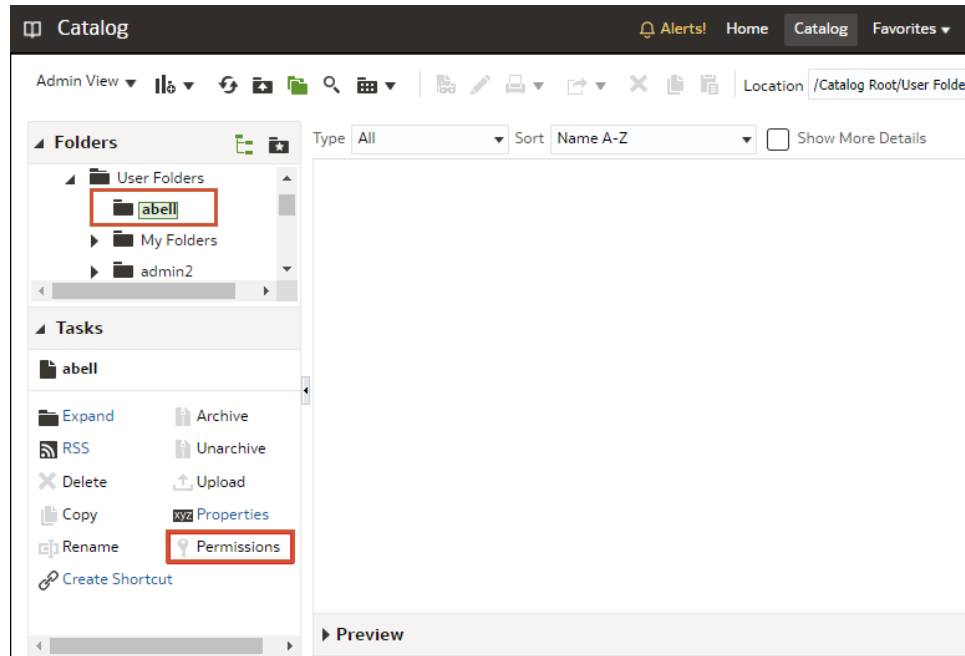 Catalog Alerts! Home Catalog Favorites
Admin View Location /Catalog Root/User Folde
Folders Type All Sort Name A-Z Show More Details
User Folders
abell
My Folders
admin2
Tasks
abell
Expand Archive
RSS Unarchive
Delete Upload
Copy xyz Properties
Rename Permissions
Create Shortcut
Preview